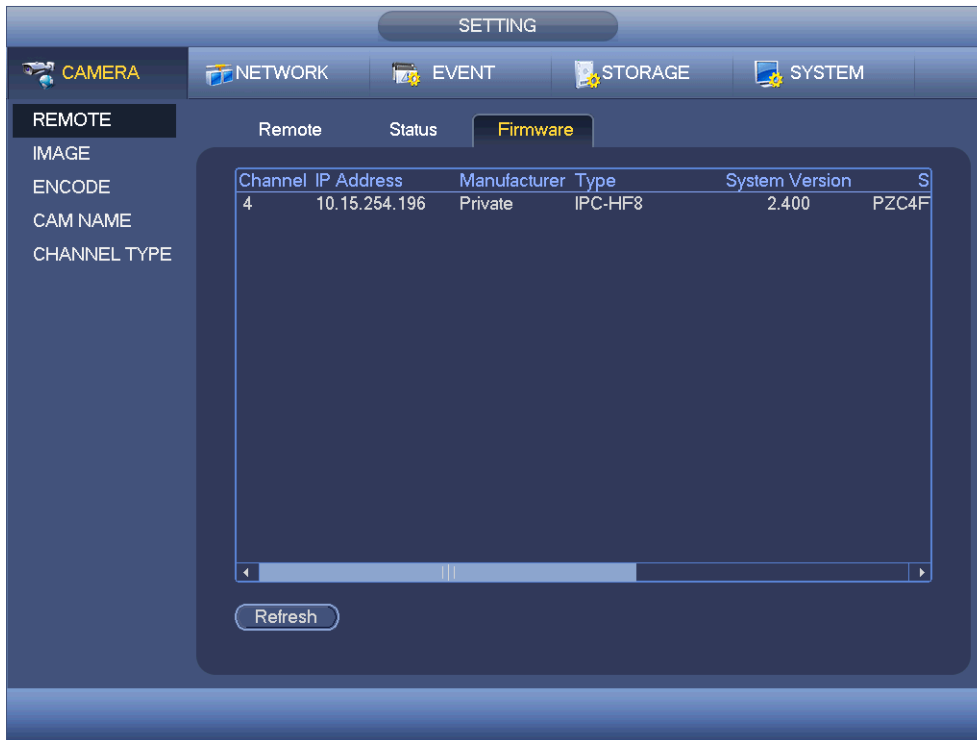 SETTING
CAMERA NETWORK EVENT STORAGE SYSTEM
REMOTE
IMAGE
ENCODE
CAM NAME
CHANNEL TYPE
Remote Status Firmware
Channel IP Address Manufacturer Type System Version S
4 10.15.254.196 Private IPC-HF8 2.400 PZC4F
Refresh